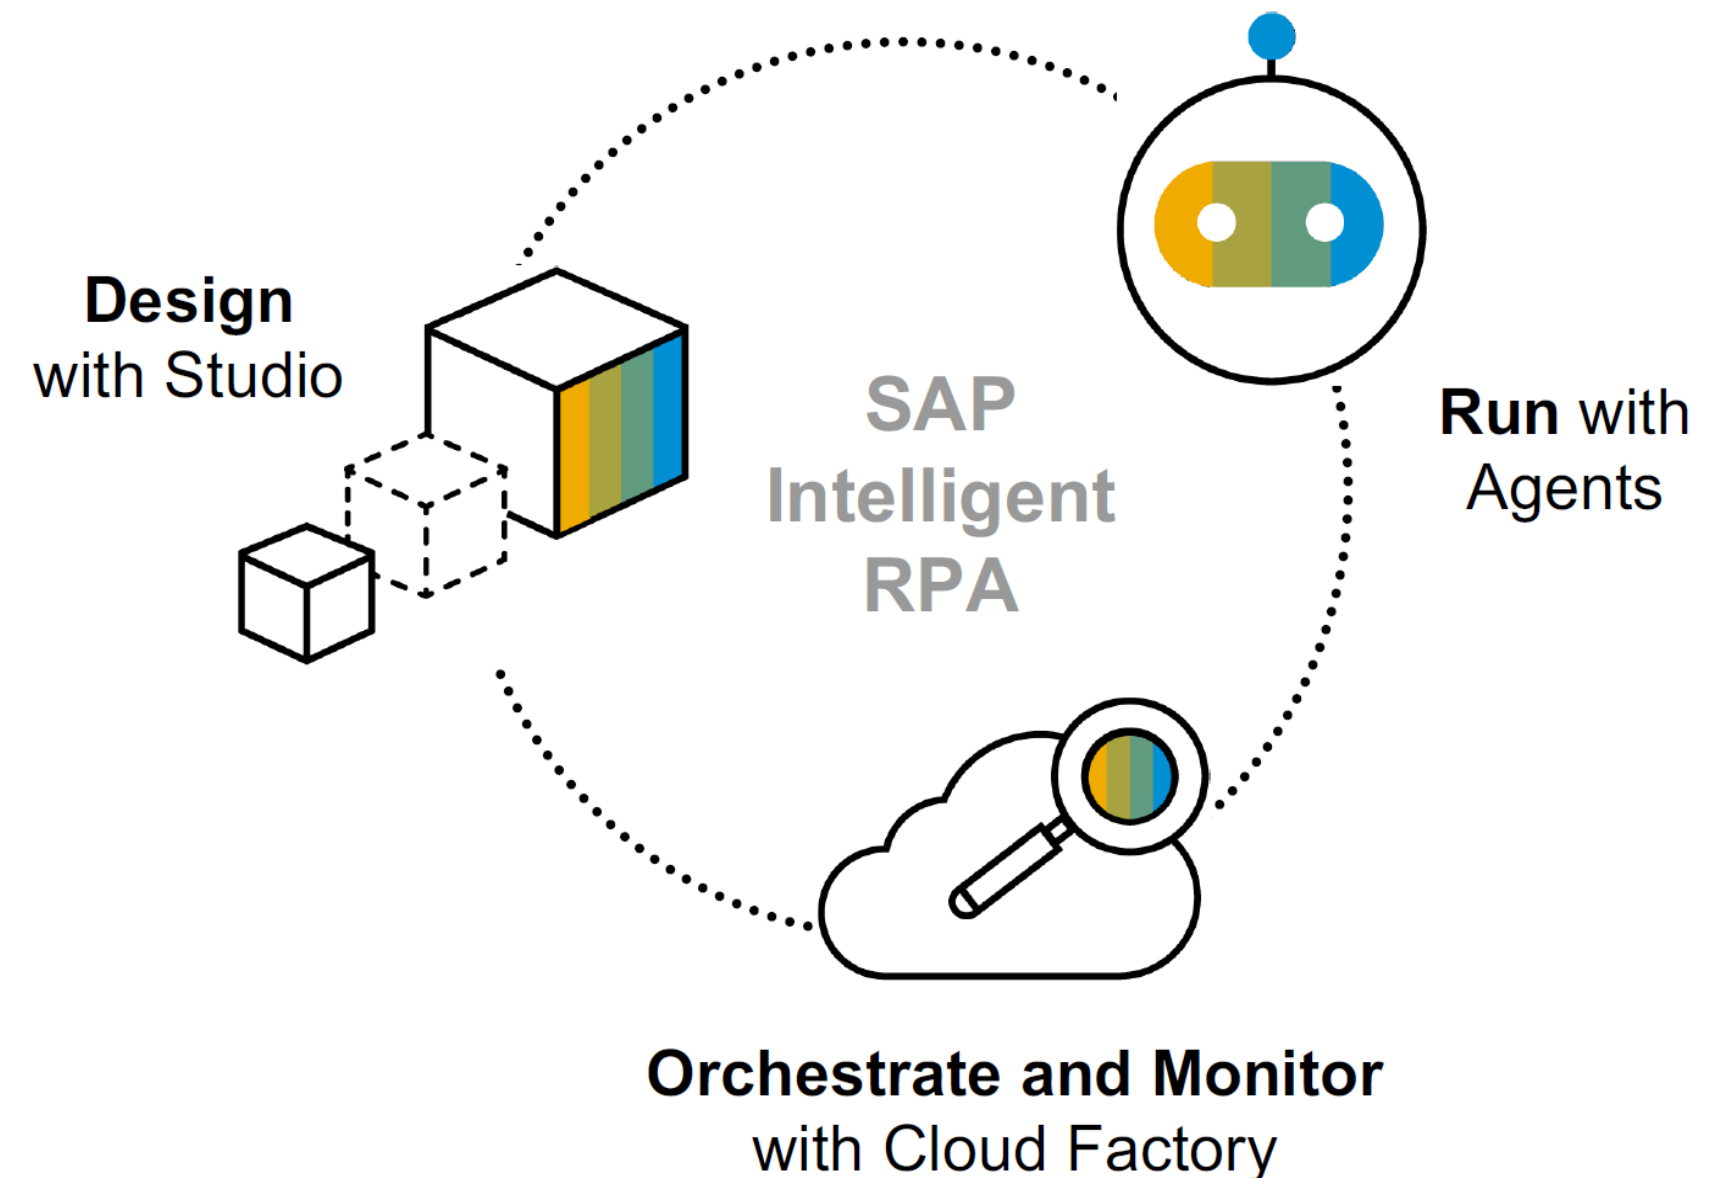 Design
with Studio
SAP
Intelligent
RPA
Run with
Agents
Orchestrate and Monitor
with Cloud Factory